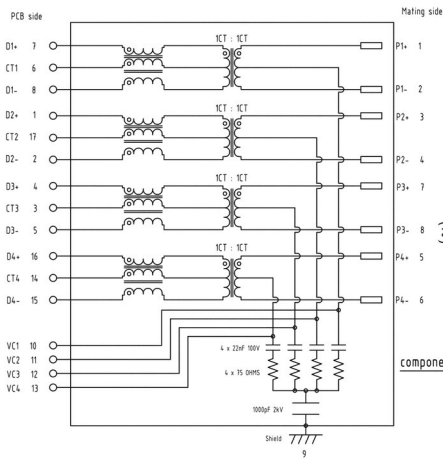 PCB side
Mating side
D1+ 7
1CT : 1CT
P1+ 1
CT1 6
D1- 8
P1- 2
D2+ 1
1CT : 1CT
P2+ 3
CT2 17
D2- 2
P2- 4
D3+ 4
1CT : 1CT
P3+ 7
CT3 3
D3- 5
P3- 8
D4+ 16
1CT : 1CT
P4+ 5
CT4 14
D4- 15
P4- 6
VC1 10
VC2 11
VC3 12
VC4 13
4 x 22nF 100V
4 x 75 OHMS
compone
1000pF 2kV
Shield
9